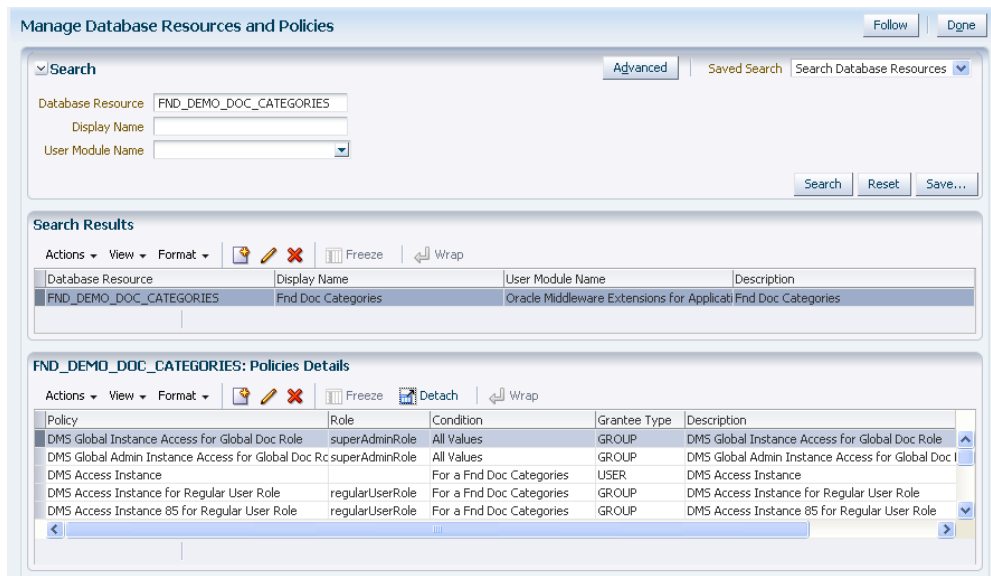 Manage Database Resources and Policies Follow Done
Search Advanced Saved Search Search Database Resources
Database Resource FND_DEMO_DOC_CATEGORIES
Display Name
User Module Name
Search Reset Save...
Search Results
Actions View Format Freeze Wrap
Database Resource Display Name User Module Name Description
FND_DEMO_DOC_CATEGORIES Fnd Doc Categories Oracle Middleware Extensions for Applicati Fnd Doc Categories
FND_DEMO_DOC_CATEGORIES: Policies Details
Actions View Format Freeze Detach Wrap
Policy Role Condition Grantee Type Description
DMS Global Instance Access for Global Doc Role superAdminRole All Values GROUP DMS Global Instance Access for Global Doc Role
DMS Global Admin Instance Access for Global Doc Rc superAdminRole All Values GROUP DMS Global Admin Instance Access for Global Doc
DMS Access Instance For a Fnd Doc Categories USER DMS Access Instance
DMS Access Instance for Regular User Role regularUserRole For a Fnd Doc Categories GROUP DMS Access Instance for Regular User Role
DMS Access Instance 85 for Regular User Role regularUserRole For a Fnd Doc Categories GROUP DMS Access Instance 85 for Regular User Role